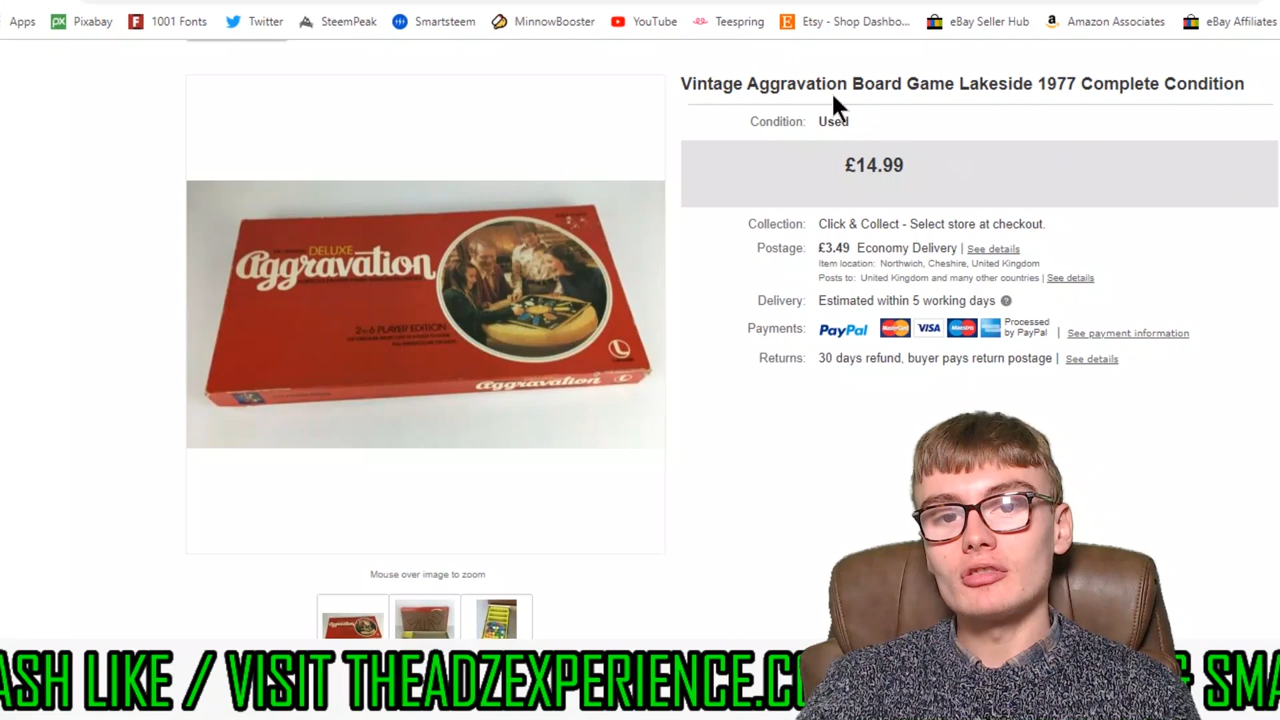 Apps Pixabay 1001 Fonts Twitter SteemPeak Smartsteem MinnowBooster YouTube Teespring Etsy - Shop Dashbo... eBay Seller Hub Amazon Associates eBay Affiliates
Vintage Aggravation Board Game Lakeside 1977 Complete Condition
Condition: Used
£14.99
DELUXE
Aggravation
2 to 6 PLAYER EDITION
Aggravation
Collection: Click & Collect - Select store at checkout.
Postage: £3.49 Economy Delivery | See details
Item location: Northwich, Cheshire, United Kingdom
Posts to: United Kingdom and many other countries | See details
Delivery: Estimated within 5 working days ?
Payments: PayPal MasterCard VISA Maestro Processed by PayPal | See payment information
Returns: 30 days refund, buyer pays return postage | See details
Mouse over image to zoom
ASH LIKE / VISIT THEADZEXPERIENCE.C SMA